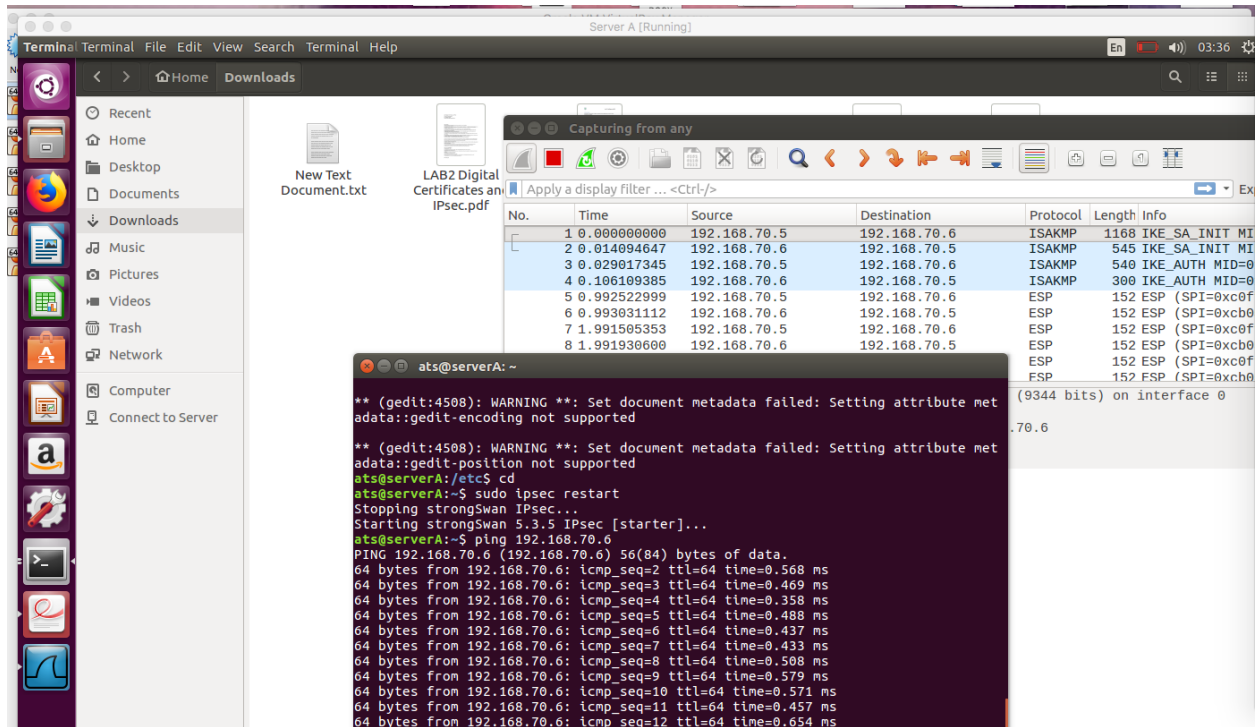 Server A [Running]
Terminal Terminal File Edit View Search Terminal Help
En
03:36
Home Downloads
Recent
Home
Desktop
Documents
Downloads
Music
Pictures
Videos
Trash
Network
Computer
Connect to Server
New Text
Document.txt
LAB2 Digital
Certificates an
IPsec.pdf
Capturing from any
Apply a display filter ... <Ctrl-/>
No. Time Source Destination Protocol Length Info
1 0.000000000 192.168.70.5 192.168.70.6 ISAKMP 1168 IKE_SA_INIT MI
2 0.014094647 192.168.70.6 192.168.70.5 ISAKMP 545 IKE_SA_INIT MI
3 0.029017345 192.168.70.5 192.168.70.6 ISAKMP 540 IKE_AUTH MID=0
4 0.106109385 192.168.70.6 192.168.70.5 ISAKMP 300 IKE_AUTH MID=0
5 0.992522999 192.168.70.5 192.168.70.6 ESP 152 ESP (SPI=0xc0f
6 0.993031112 192.168.70.6 192.168.70.5 ESP 152 ESP (SPI=0xcb0
7 1.991505353 192.168.70.5 192.168.70.6 ESP 152 ESP (SPI=0xc0f
8 1.991930600 192.168.70.6 192.168.70.5 ESP 152 ESP (SPI=0xcb0
ESP 152 ESP (SPI=0xc0f
ESP 152 ESP (SPI=0xcb0
(9344 bits) on interface 0
.70.6
ats@serverA: ~
** (gedit:4508): WARNING **: Set document metadata failed: Setting attribute met
adata::gedit-encoding not supported
** (gedit:4508): WARNING **: Set document metadata failed: Setting attribute met
adata::gedit-position not supported
ats@serverA:/etc$ cd
ats@serverA:~$ sudo ipsec restart
Stopping strongSwan IPsec...
Starting strongSwan 5.3.5 IPsec [starter]...
ats@serverA:~$ ping 192.168.70.6
PING 192.168.70.6 (192.168.70.6) 56(84) bytes of data.
64 bytes from 192.168.70.6: icmp_seq=2 ttl=64 time=0.568 ms
64 bytes from 192.168.70.6: icmp_seq=3 ttl=64 time=0.469 ms
64 bytes from 192.168.70.6: icmp_seq=4 ttl=64 time=0.358 ms
64 bytes from 192.168.70.6: icmp_seq=5 ttl=64 time=0.488 ms
64 bytes from 192.168.70.6: icmp_seq=6 ttl=64 time=0.437 ms
64 bytes from 192.168.70.6: icmp_seq=7 ttl=64 time=0.433 ms
64 bytes from 192.168.70.6: icmp_seq=8 ttl=64 time=0.508 ms
64 bytes from 192.168.70.6: icmp_seq=9 ttl=64 time=0.579 ms
64 bytes from 192.168.70.6: icmp_seq=10 ttl=64 time=0.571 ms
64 bytes from 192.168.70.6: icmp_seq=11 ttl=64 time=0.457 ms
64 bytes from 192.168.70.6: icmp_seq=12 ttl=64 time=0.654 ms